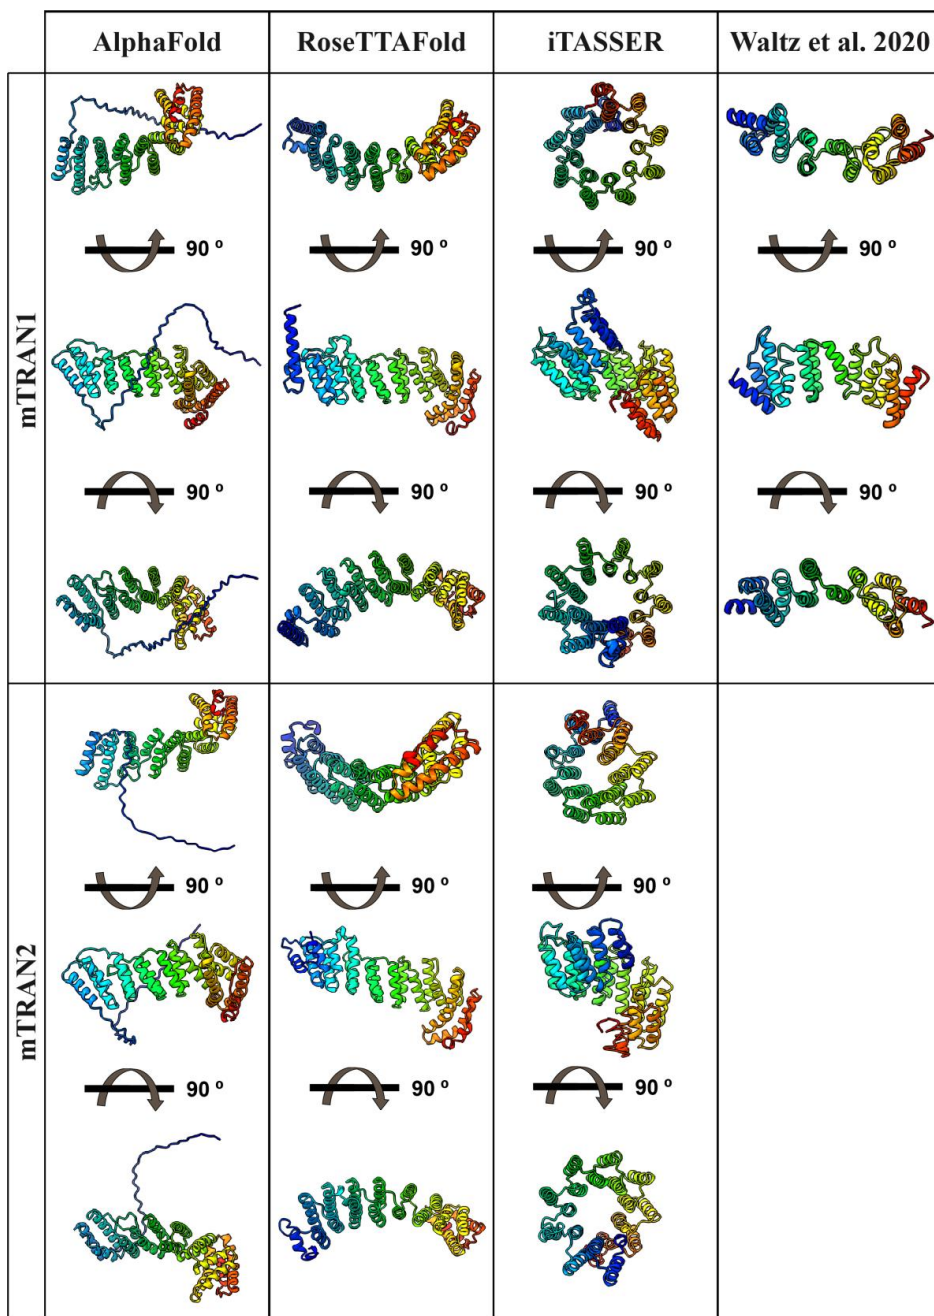 AlphaFold RoseTTAFold iTASSER Waltz et al. 2020
mTRAN1
90 º 90 º 90 º 90 º
90 º 90 º 90 º 90 º
mTRAN2
90 º 90 º 90 º
90 º 90 º 90 º